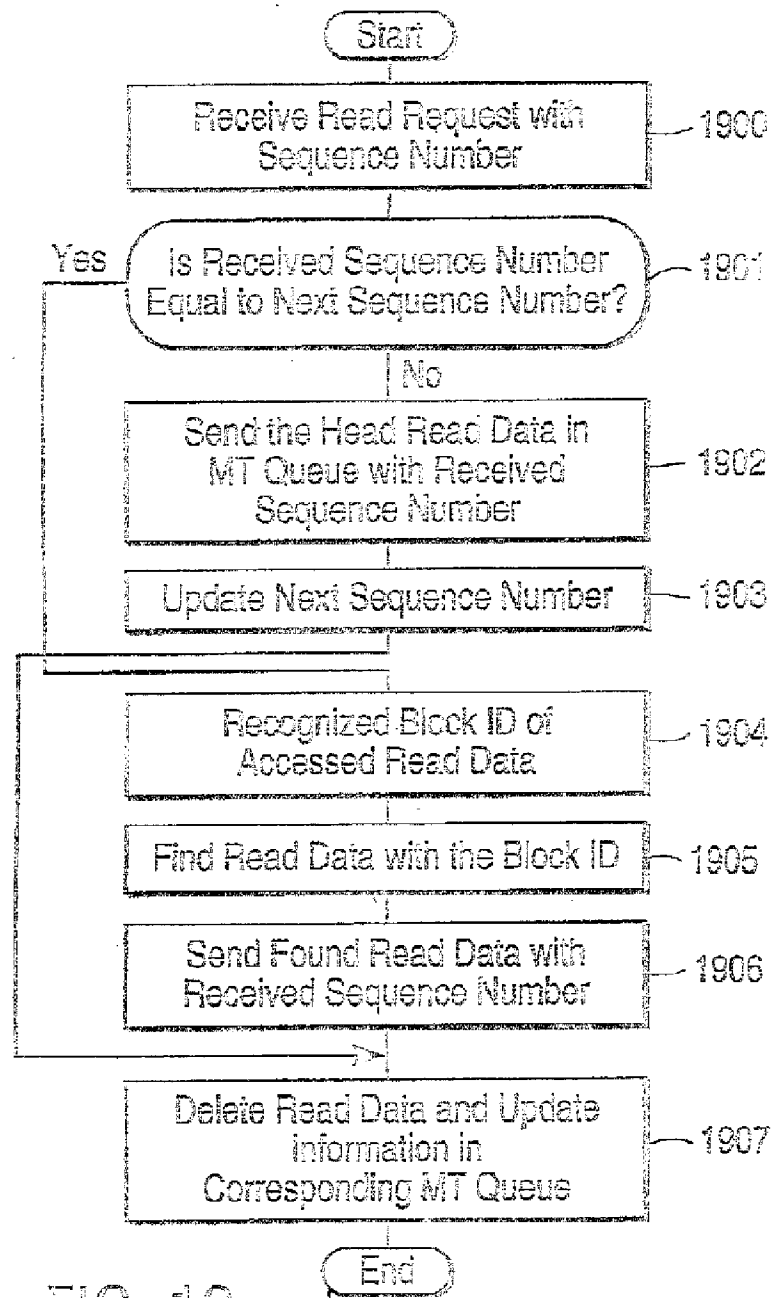 Start
Receive Read Request with
Sequence Number
1900
Yes
Is Received Sequence Number
Equal to Next Sequence Number?
1901
No
Send the Head Read Data in
MT Queue with Received
Sequence Number
1902
Update Next Sequence Number
1903
Recognized Block ID of
Accessed Read Data
1904
Find Read Data with the Block ID
1905
Send Found Read Data with
Received Sequence Number
1906
Delete Read Data and Update
Information in
Corresponding MT Queue
1907
End